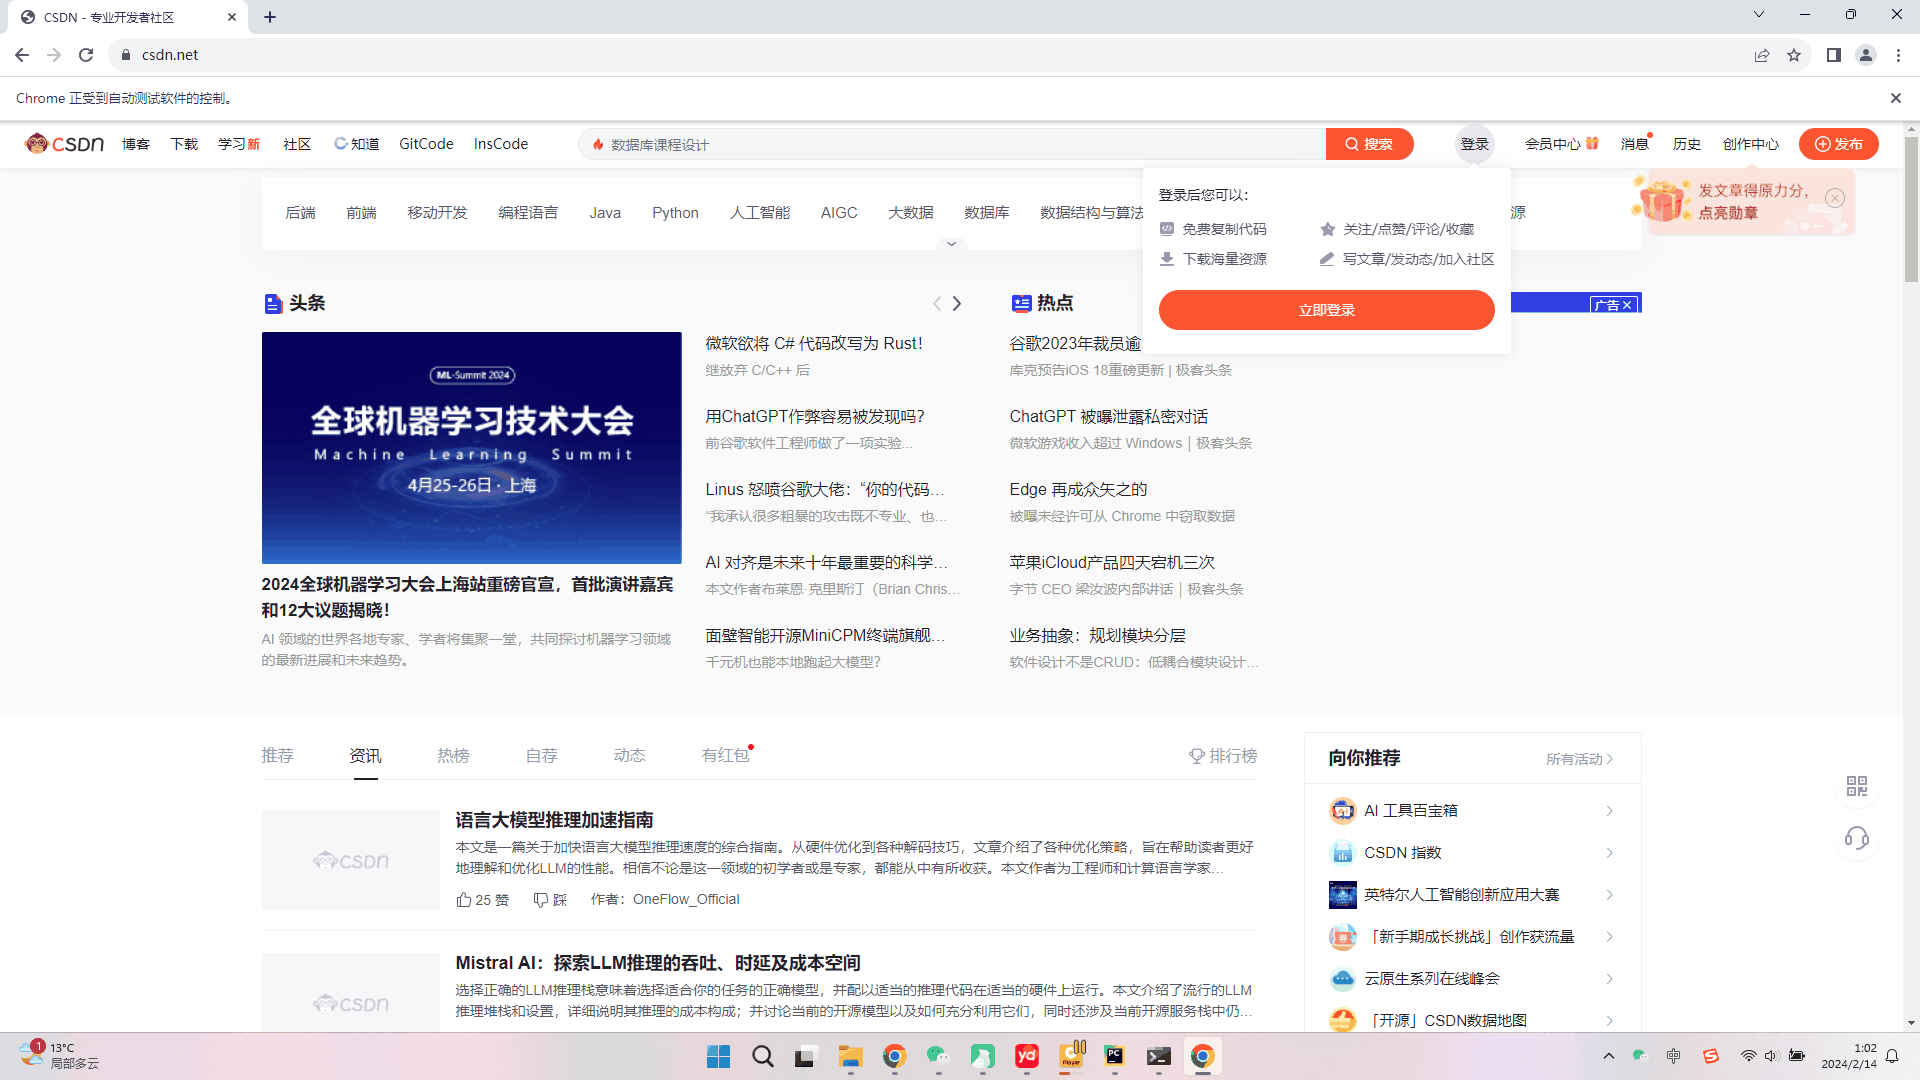 CSDN - 专业开发者社区
csdn.net
Chrome 正受到自动测试软件的控制。
CSDN 博客 下载 学习新 社区 知道 GitCode InsCode 数据库课程设计 搜索 登录 会员中心 消息 历史 创作中心 发布
后端 前端 移动开发 编程语言 Java Python 人工智能 AIGC 大数据 数据库 数据结构与算法 源
登录后您可以：
免费复制代码 关注/点赞/评论/收藏
下载海量资源 写文章/发动态/加入社区
立即登录
发文章得原力分，
点亮勋章
广告
头条
ML-Summit 2024
全球机器学习技术大会
Machine Learning Summit
4月25-26日 · 上海
2024全球机器学习大会上海站重磅官宣，首批演讲嘉宾
和12大议题揭晓！
AI 领域的世界各地专家、学者将集聚一堂，共同探讨机器学习领域
的最新进展和未来趋势。
微软欲将 C# 代码改写为 Rust！
继放弃 C/C++ 后
用ChatGPT作弊容易被发现吗？
前谷歌软件工程师做了一项实验...
Linus 怒喷谷歌大佬：“你的代码...
“我承认很多粗暴的攻击既不专业、也...
AI 对齐是未来十年最重要的科学...
本文作者布莱恩·克里斯汀（Brian Chris...
面壁智能开源MiniCPM终端旗舰...
千元机也能本地跑起大模型？
热点
谷歌2023年裁员逾
库克预告iOS 18重磅更新 | 极客头条
ChatGPT 被曝泄露私密对话
微软游戏收入超过 Windows｜极客头条
Edge 再成众矢之的
被曝未经许可从 Chrome 中窃取数据
苹果iCloud产品四天宕机三次
字节 CEO 梁汝波内部讲话｜极客头条
业务抽象：规划模块分层
软件设计不是CRUD：低耦合模块设计...
推荐 资讯 热榜 自荐 动态 有红包 排行榜
CSDN
语言大模型推理加速指南
本文是一篇关于加快语言大模型推理速度的综合指南。从硬件优化到各种解码技巧，文章介绍了各种优化策略，旨在帮助读者更好
地理解和优化LLM的性能。相信不论是这一领域的初学者或是专家，都能从中有所收获。本文作者为工程师和计算语言学家...
25 赞 踩 作者：OneFlow_Official
CSDN
Mistral AI：探索LLM推理的吞吐、时延及成本空间
选择正确的LLM推理栈意味着选择适合你的任务的正确模型，并配以适当的推理代码在适当的硬件上运行。本文介绍了流行的LLM
推理堆栈和设置，详细说明其推理的成本构成；并讨论当前的开源模型以及如何充分利用它们，同时还涉及当前开源服务栈中仍...
向你推荐 所有活动
AI 工具百宝箱
CSDN 指数
英特尔人工智能创新应用大赛
「新手期成长挑战」创作获流量
云原生系列在线峰会
「开源」CSDN数据地图
1
13°C
局部多云
yd
Player
PC
中
1:02
2024/2/14